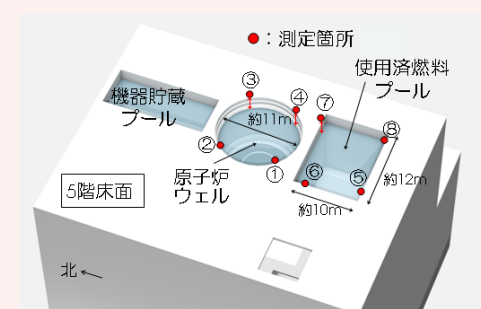 ●：測定箇所
使用済燃料
プール
機器貯蔵
プール
③
④
⑦
⑧
約11m
②
①
⑥
⑤
約12m
約10m
原子炉
ウェル
5階床面
北